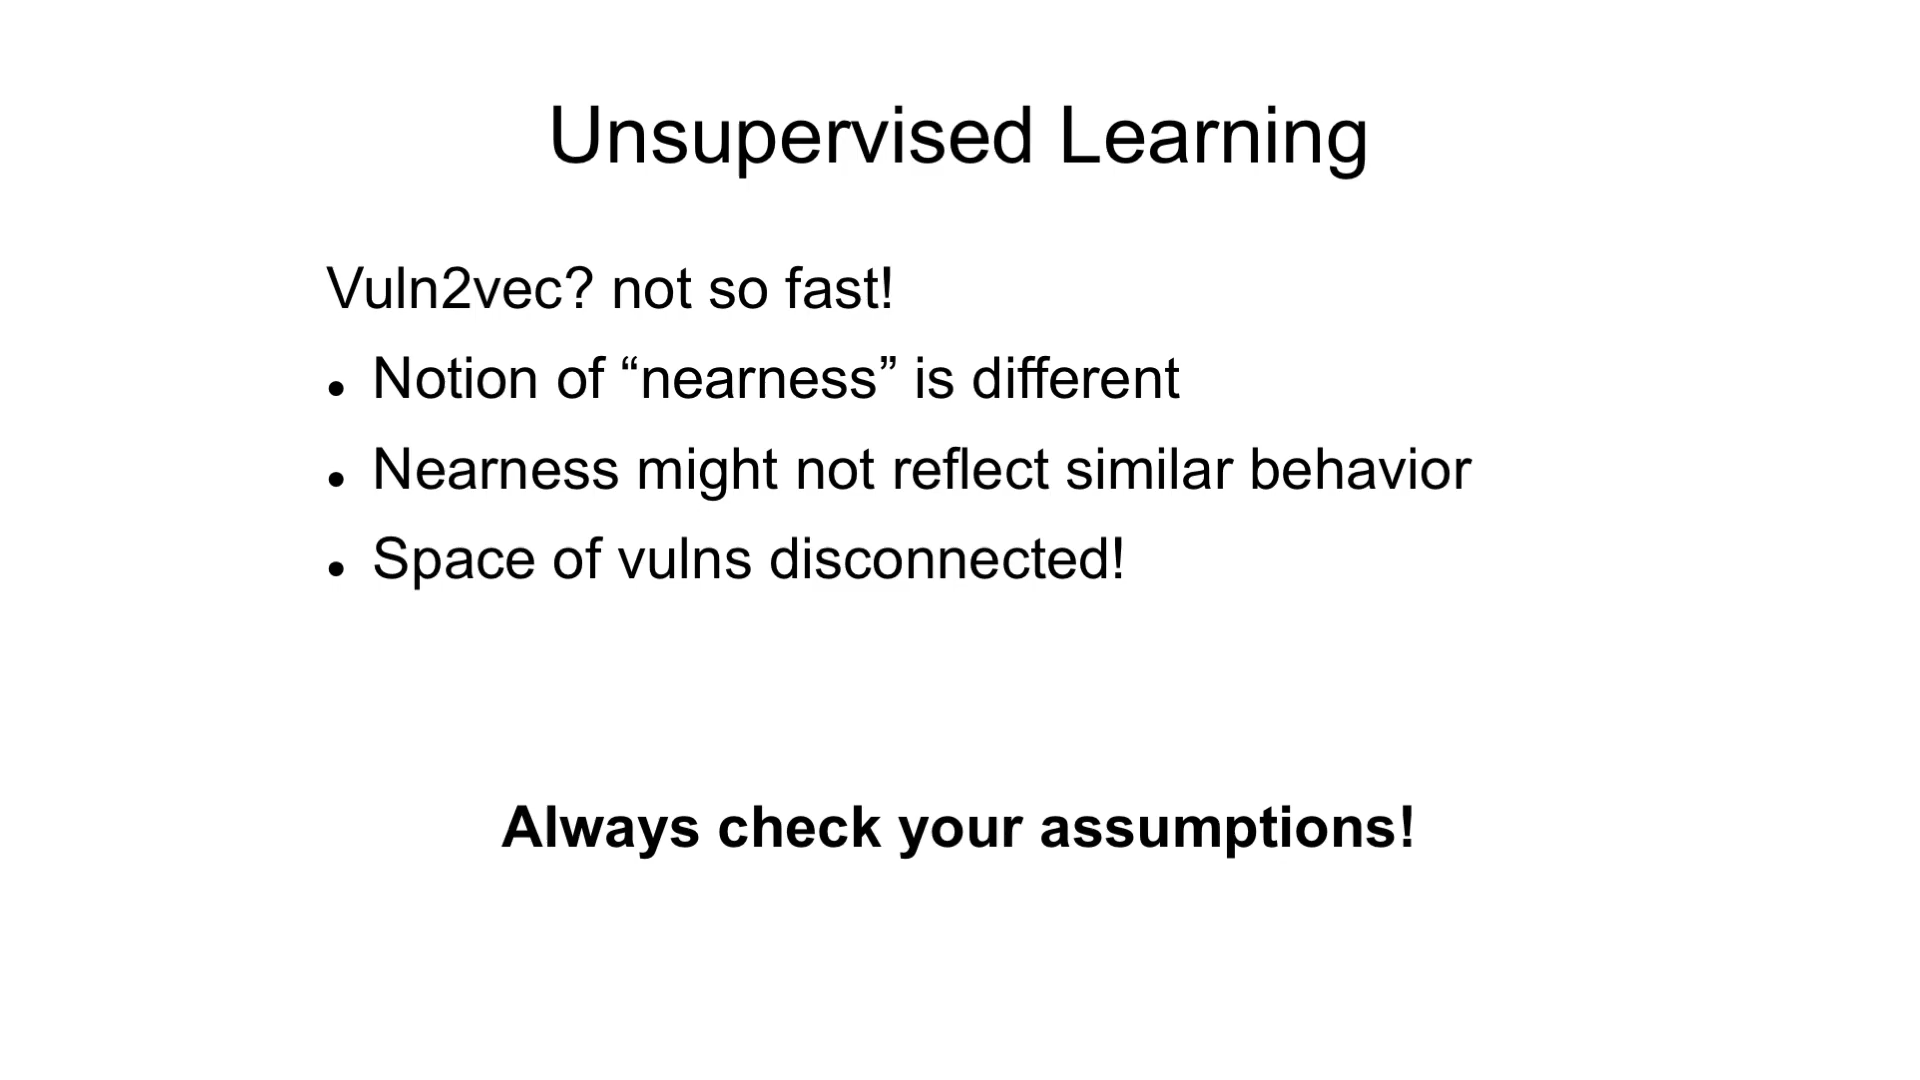 Unsupervised Learning
Vuln2vec? not so fast!
● Notion of “nearness” is different
● Nearness might not reflect similar behavior
● Space of vulns disconnected!
Always check your assumptions!